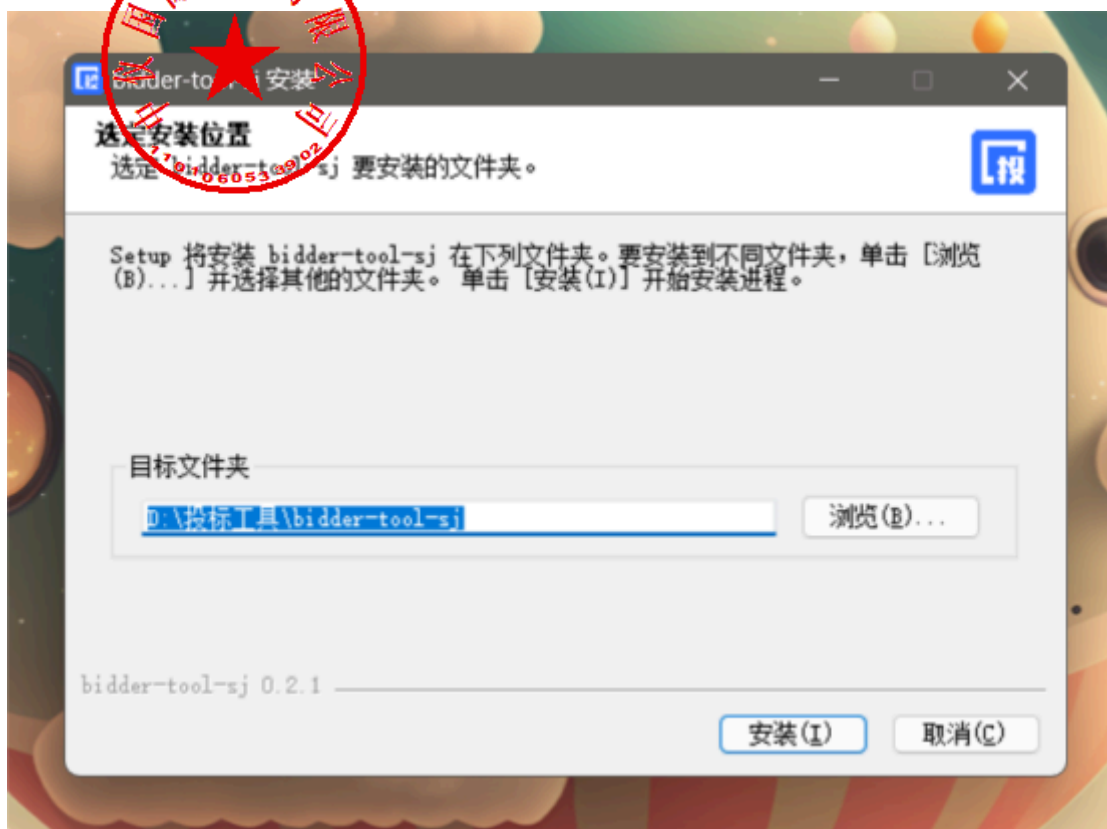 安装
选定安装位置
选定 bidder-tool-sj 要安装的文件夹。
投
Setup 将安装 bidder-tool-sj 在下列文件夹。要安装到不同文件夹，单击 [浏览
(B)...] 并选择其他的文件夹。 单击 [安装(I)] 开始安装进程。
目标文件夹
D:\投标工具\bidder-tool-sj
浏览(B)...
bidder-tool-sj 0.2.1
安装(I)
取消(C)